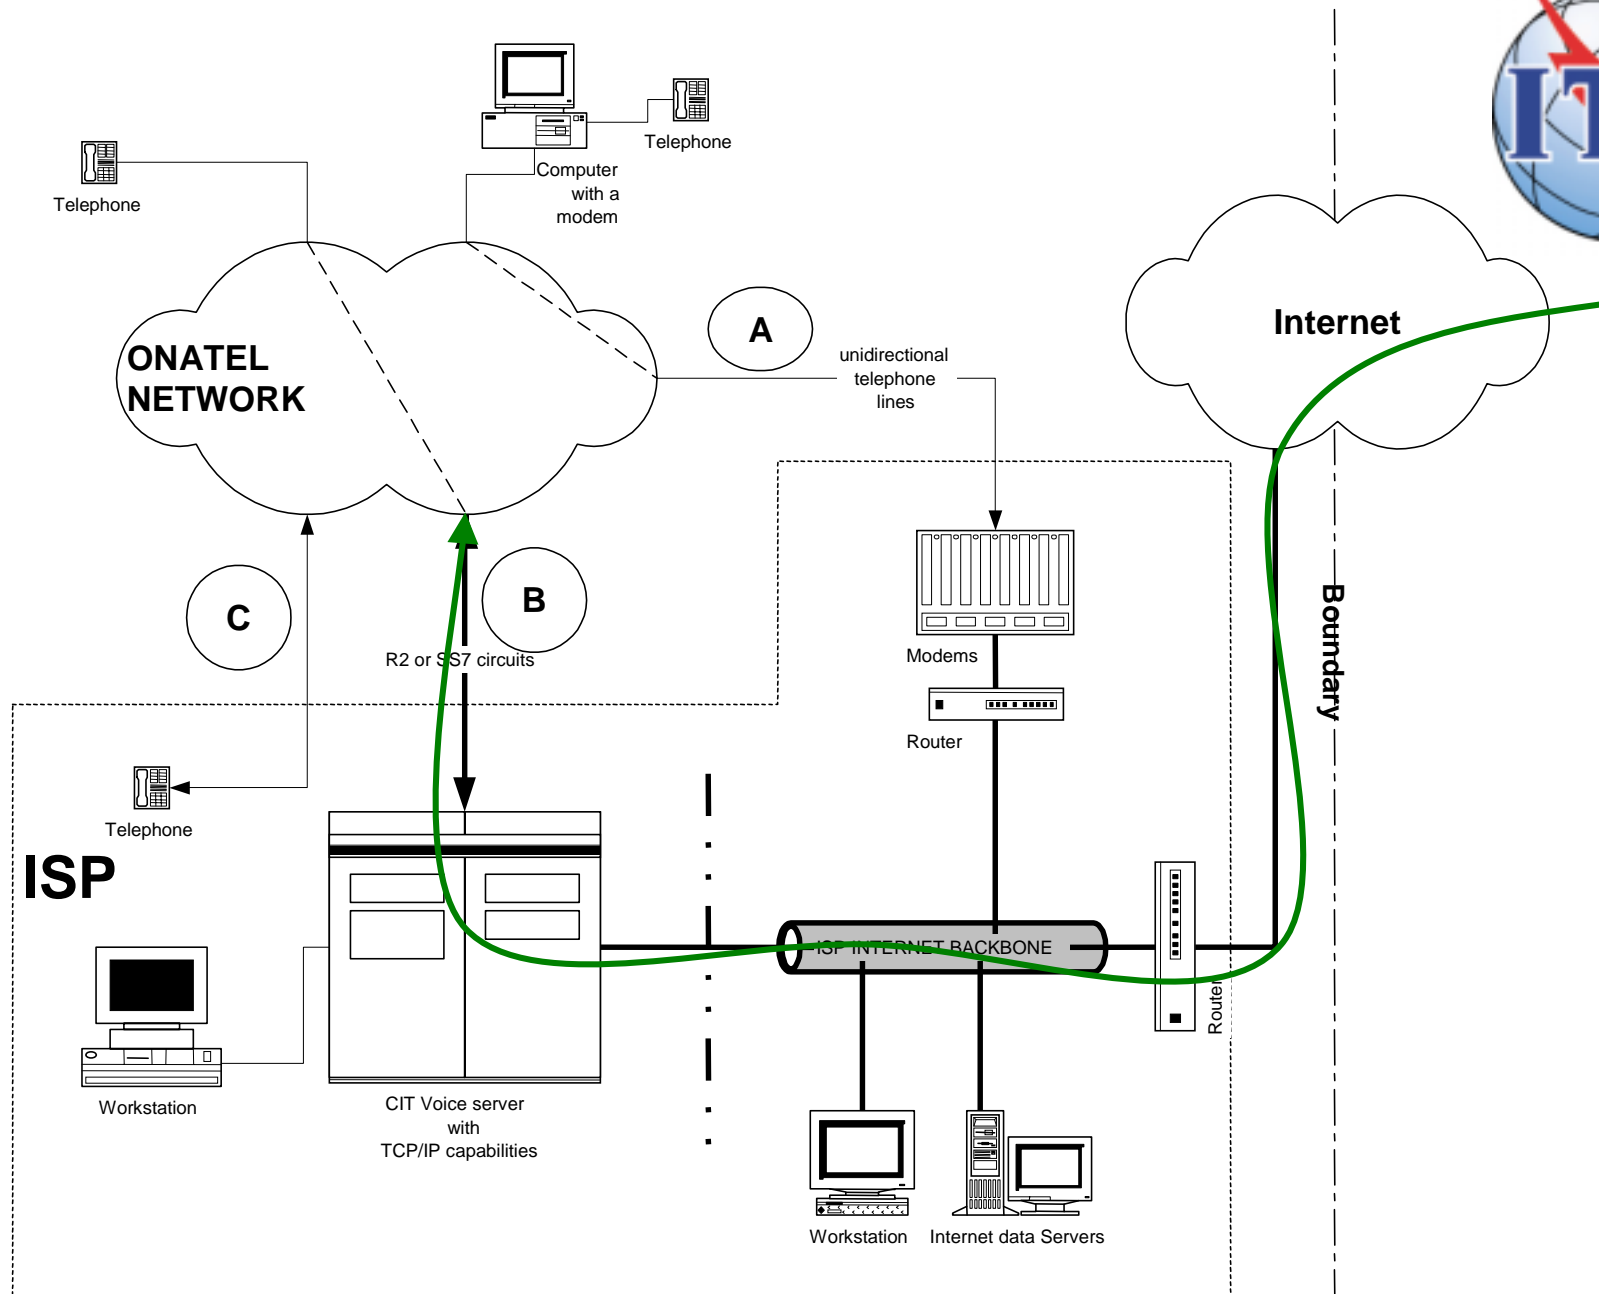 IT
Telephone
Telephone
Computer
with a
modem
A
unidirectional
telephone
lines
Internet
ONATEL
NETWORK
C
B
R2 or SS7 circuits
Modems
Router
Boundary
Telephone
ISP
ISP INTERNET BACKBONE
Router
Workstation
CIT Voice server
with
TCP/IP capabilities
Workstation
Internet data Servers